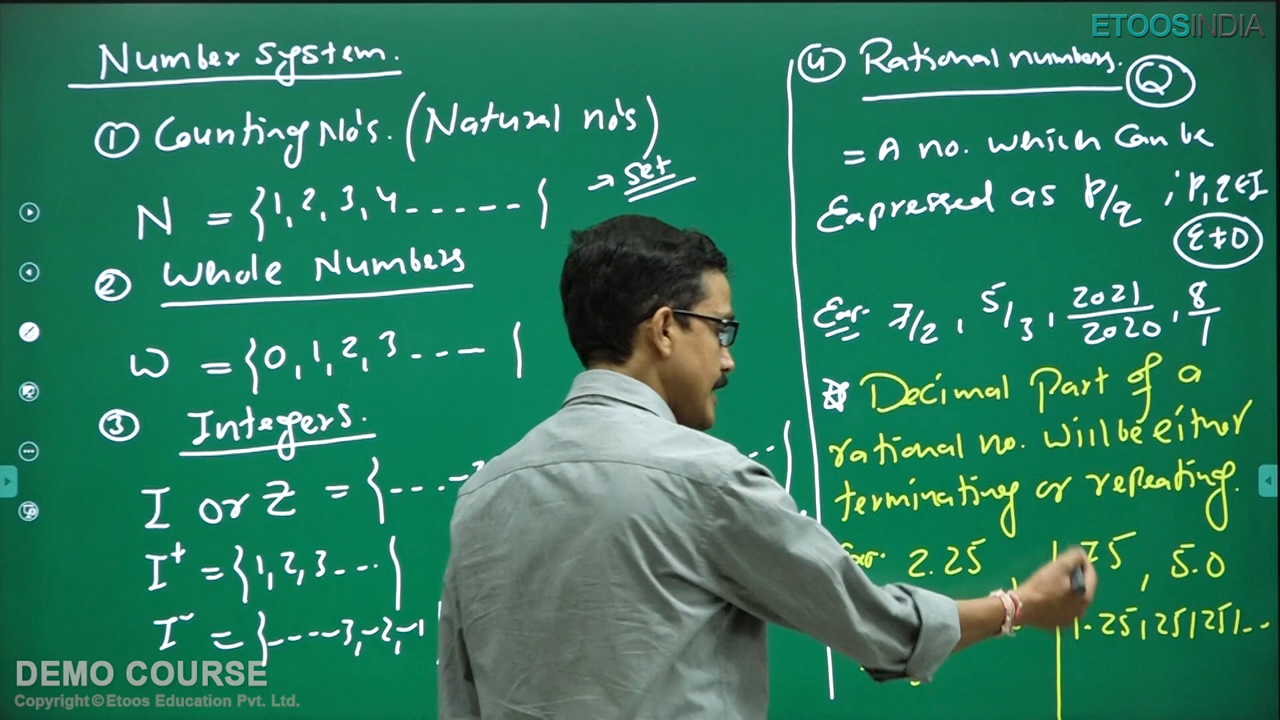 ETOOSINDIA
Number System.
① Counting No's. (Natural no's)
N = {1, 2, 3, 4 - - - - - - } → set
② Whole Numbers
W = {0, 1, 2, 3 - - - - }
③ Integers.
I or Z = {- - - -
I⁺ = {1, 2, 3 - - - }
I⁻ = {- - - - -3, -2, -1
④ Rational numbers. Q
= A no. which can be
Expressed as P/q ; P, q ∈ I
q ≠ 0
Ex:- 7/2, 5/3, 2021/2020, 8/1
Decimal Part of a
rational no. will be either
terminating or repeating.
Ex:- 2.25 75, 5.0
1.251251251...
DEMO COURSE
Copyright © Etoos Education Pvt. Ltd.